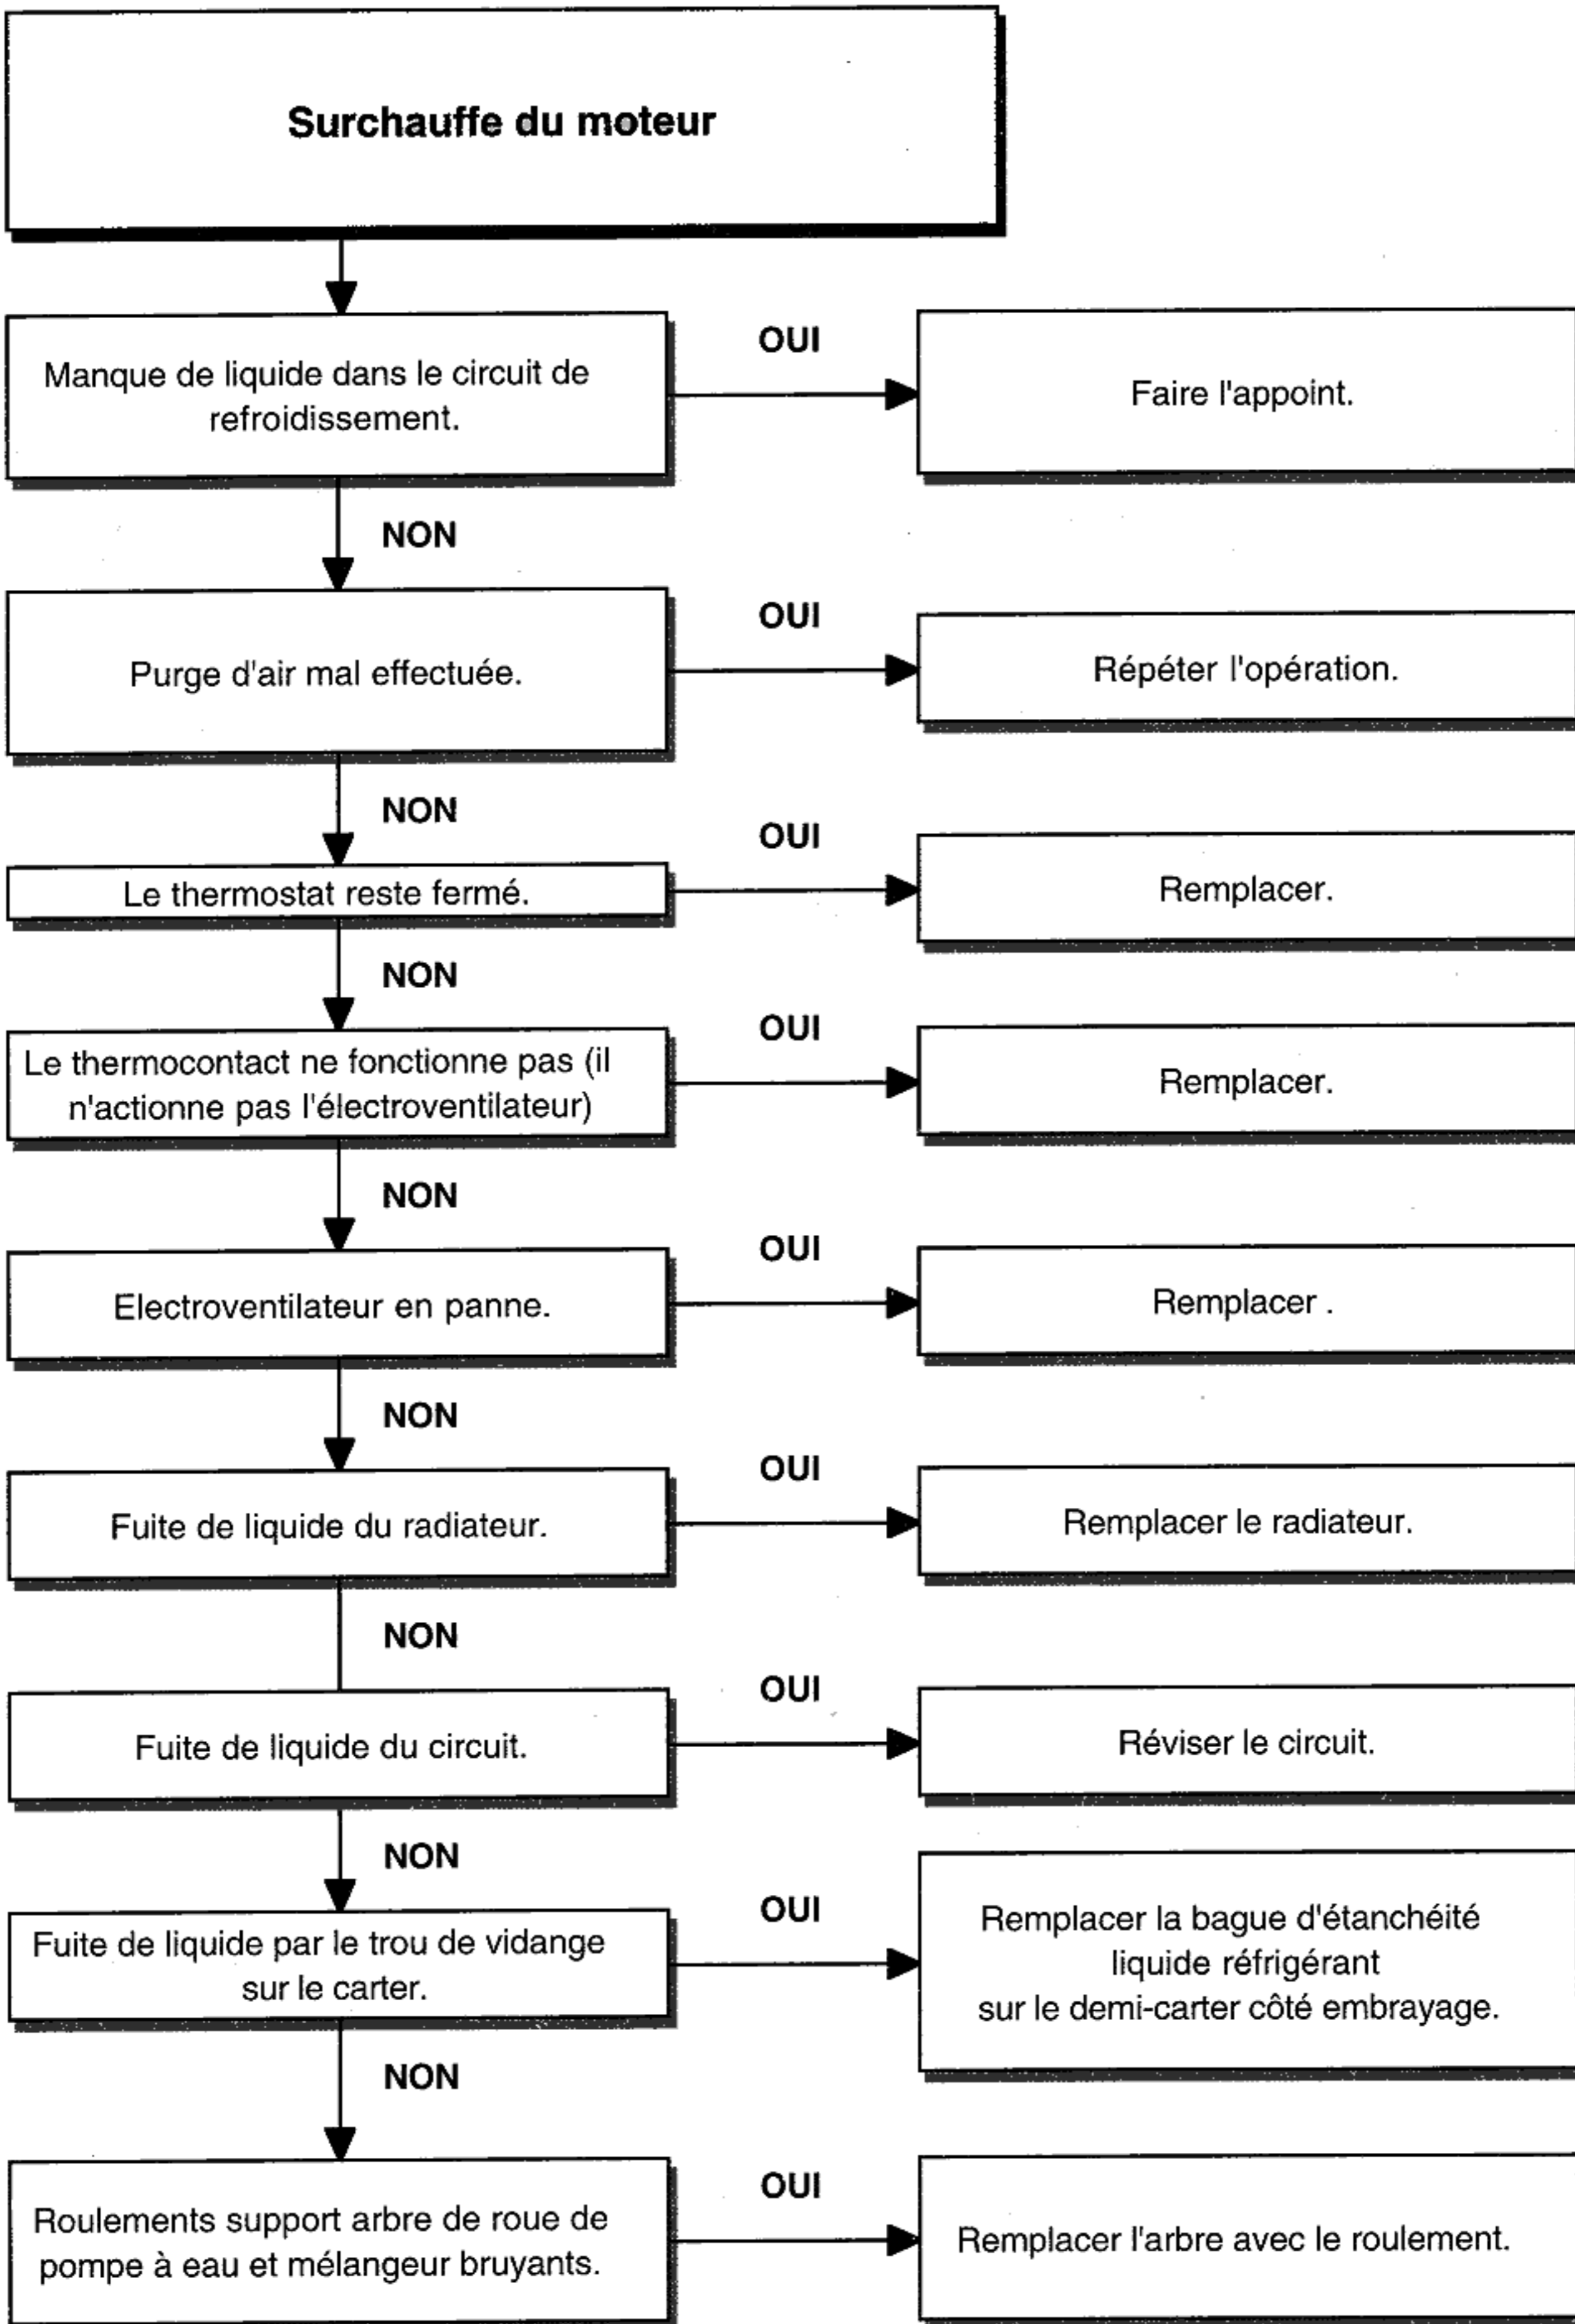 Surchauffe du moteur
Manque de liquide dans le circuit de
refroidissement.
OUI
Faire l'appoint.
NON
Purge d'air mal effectuée.
OUI
Répéter l'opération.
NON
Le thermostat reste fermé.
OUI
Remplacer.
NON
Le thermocontact ne fonctionne pas (il
n'actionne pas l'électroventilateur)
OUI
Remplacer.
NON
Electroventilateur en panne.
OUI
Remplacer .
NON
Fuite de liquide du radiateur.
OUI
Remplacer le radiateur.
NON
Fuite de liquide du circuit.
OUI
Réviser le circuit.
NON
Fuite de liquide par le trou de vidange
sur le carter.
OUI
Remplacer la bague d'étanchéité
liquide réfrigérant
sur le demi-carter côté embrayage.
NON
Roulements support arbre de roue de
pompe à eau et mélangeur bruyants.
OUI
Remplacer l'arbre avec le roulement.